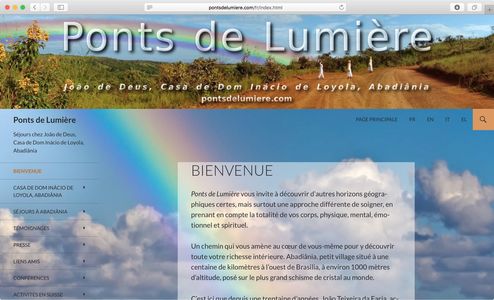 pontsdelumiere.com/fr/index.html
Ponts de Lumière
João de Deus, Casa de Dom Inácio de Loyola, Abadiânia
pontsdelumiere.com
Ponts de Lumière
PAGE PRINCIPALE FR EN IT EL
Séjours chez João de Deus,
Casa de Dom Inácio de Loyola,
Abadiânia
BIENVENUE
CASA DE DOM INÁCIO DE
LOYOLA, ABADIÂNIA
SÉJOURS À ABADIÂNIA
TÉMOIGNAGES
PRESSE
LIENS AMIS
CONFÉRENCES
ACTIVITÉS EN SUISSE
BIENVENUE
Ponts de Lumière vous invite à découvrir d'autres horizons géogra-
phiques certes, mais surtout une approche différente de soigner, en
prenant en compte la totalité de vos corps, physique, mental, émo-
tionnel et spirituel.
Un chemin qui vous amène au cœur de vous-même pour y découvrir
toute votre richesse intérieure. Abadiânia, petit village situé à une
centaine de kilomètres à l'ouest de Brasilia, à environ 1000 mètres
d'altitude, posé sur le plus grand schisme de cristal au monde.
C'est ici que depuis une trentaine d'années, João Teixeira da Faria, ac-